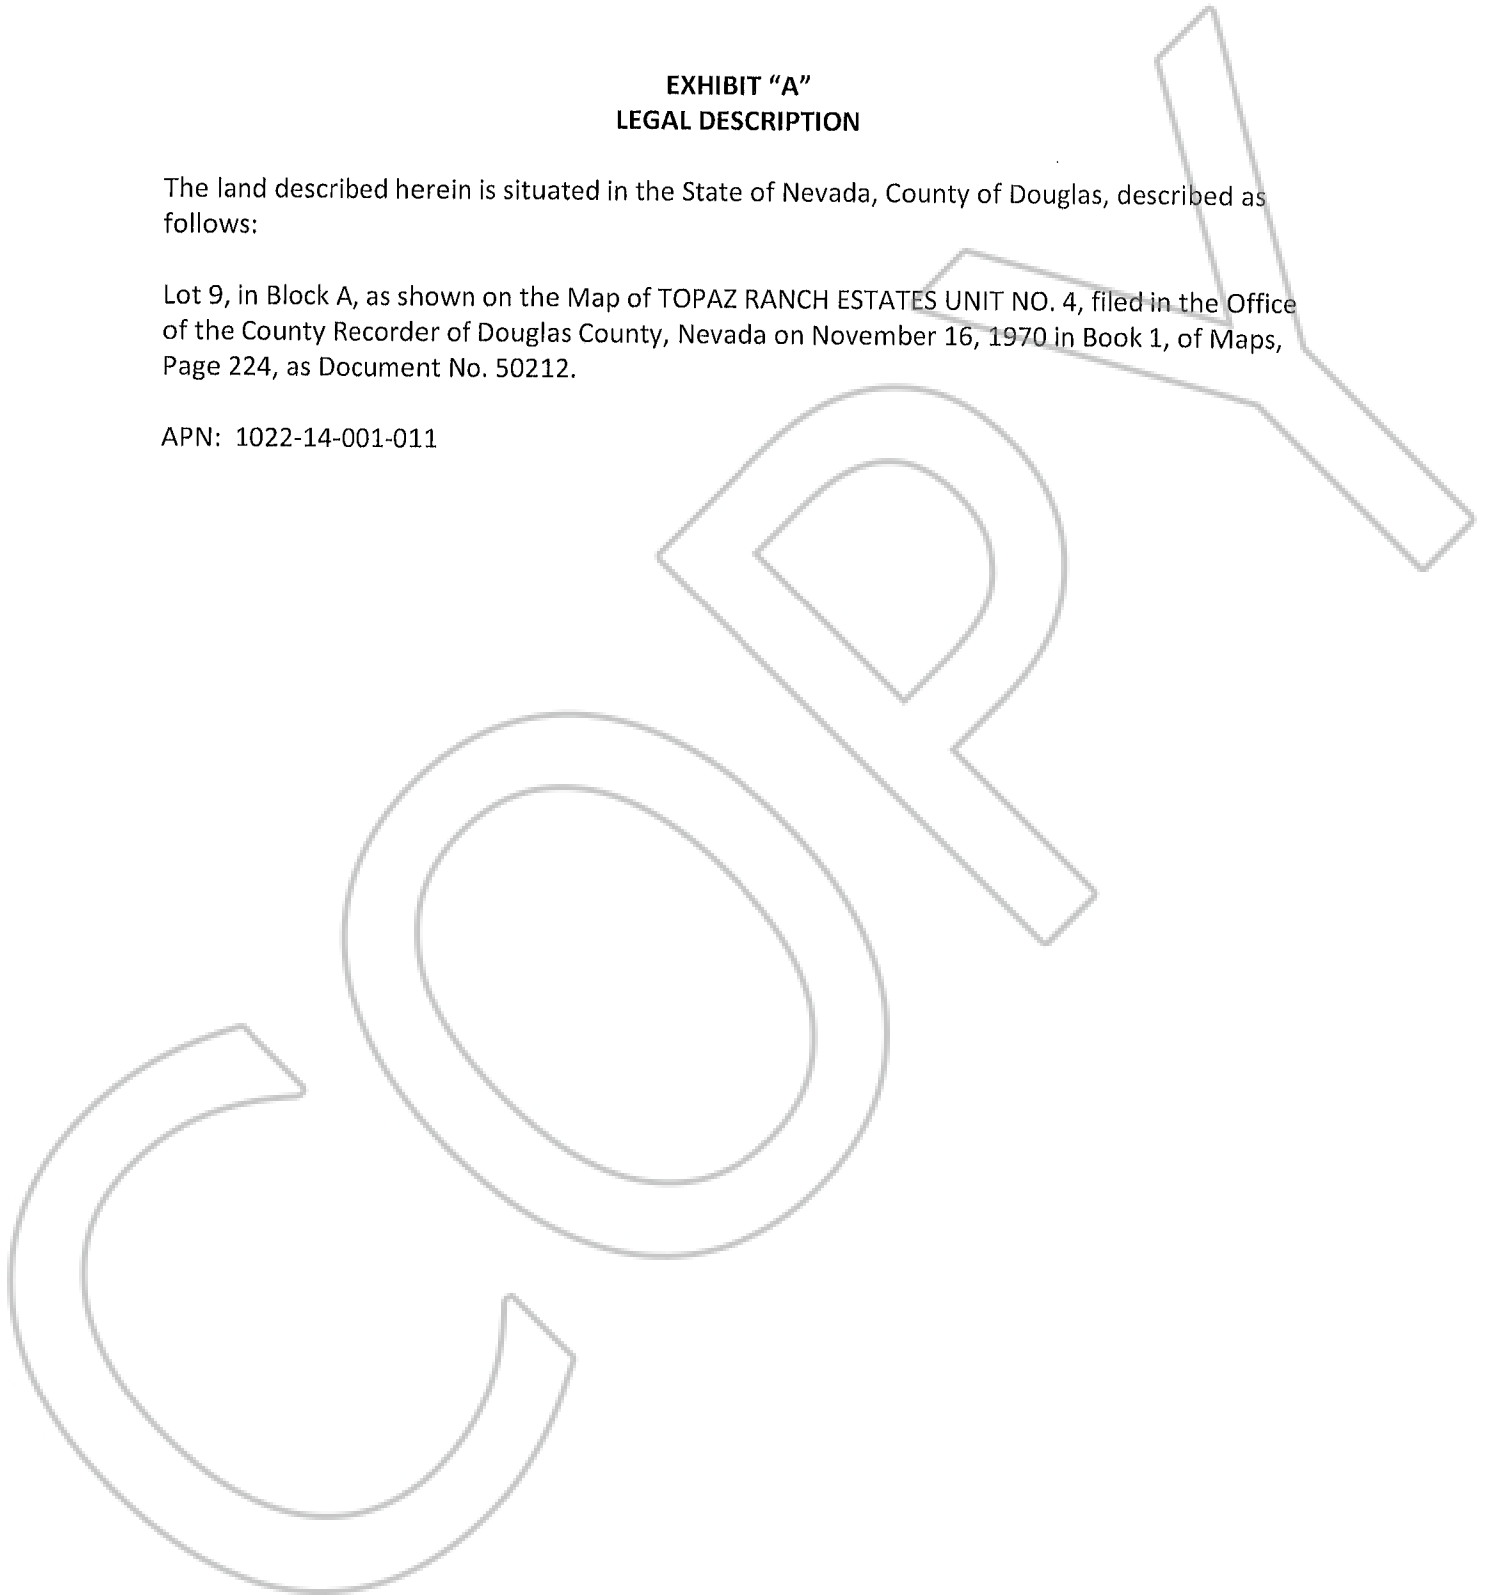 EXHIBIT “A”
LEGAL DESCRIPTION
The land described herein is situated in the State of Nevada, County of Douglas, described as
follows:
Lot 9, in Block A, as shown on the Map of TOPAZ RANCH ESTATES UNIT NO. 4, filed in the Office
of the County Recorder of Douglas County, Nevada on November 16, 1970 in Book 1, of Maps,
Page 224, as Document No. 50212.
APN: 1022-14-001-011
COPY